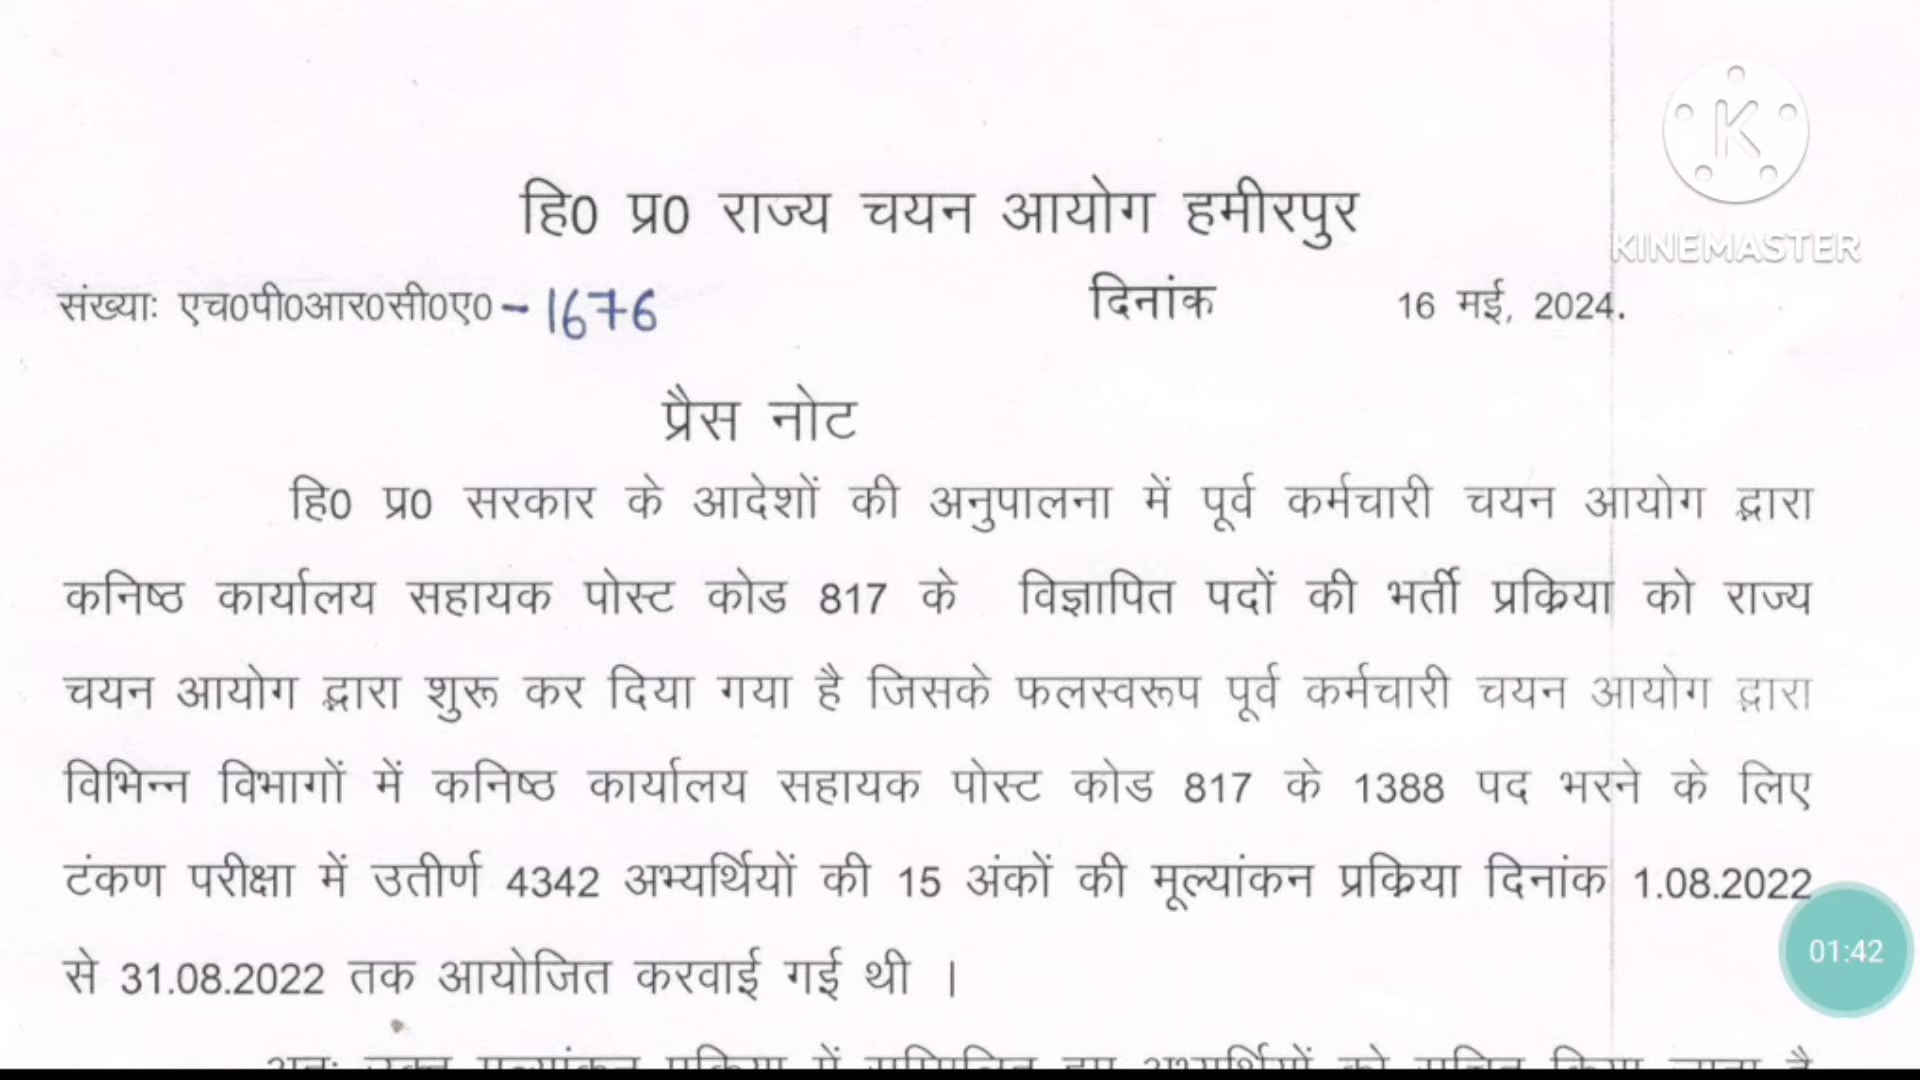 हि0 प्र0 राज्य चयन आयोग हमीरपुर
KINEMASTER
संख्याः एच0पी0आर0सी0ए0 - 1676 दिनांक 16 मई, 2024.
प्रैस नोट
हि0 प्र0 सरकार के आदेशों की अनुपालना में पूर्व कर्मचारी चयन आयोग द्वारा
कनिष्ठ कार्यालय सहायक पोस्ट कोड 817 के विज्ञापित पदों की भर्ती प्रक्रिया को राज्य
चयन आयोग द्वारा शुरू कर दिया गया है जिसके फलस्वरूप पूर्व कर्मचारी चयन आयोग द्वारा
विभिन्न विभागों में कनिष्ठ कार्यालय सहायक पोस्ट कोड 817 के 1388 पद भरने के लिए
टंकण परीक्षा में उतीर्ण 4342 अभ्यर्थियों की 15 अंकों की मूल्यांकन प्रक्रिया दिनांक 1.08.2022
01:42
से 31.08.2022 तक आयोजित करवाई गई थी ।